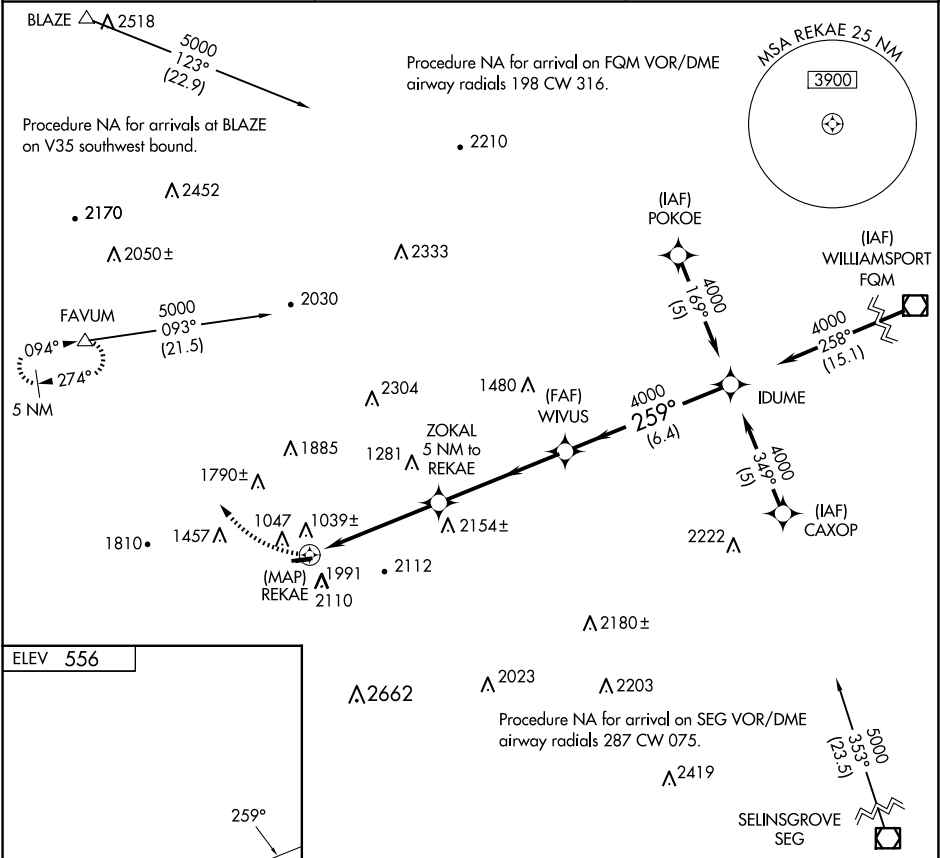 BLAZE
2518
5000
123°
(22.9)
Procedure NA for arrival on FQM VOR/DME
airway radials 198 CW 316.
MSA REKAE 25 NM
3900
Procedure NA for arrivals at BLAZE
on V35 southwest bound.
2210
2452
2170
2050±
2333
(IAF)
POKOE
4000
169°
(5)
(IAF)
WILLIAMSPORT
FQM
4000
258°
(15.1)
FAVUM
5000
093°
(21.5)
2030
094°
274°
5 NM
2304
1480
(FAF)
WIVUS
4000
259°
(6.4)
IDUME
ZOKAL
5 NM to
REKAE
1885
1281
1790±
4000
349°
(5)
(IAF)
CAXOP
1810
1457
1047
1039±
2154±
2222
(MAP)
REKAE
1991
2110
2112
2180±
ELEV 556
2662
2023
2203
Procedure NA for arrival on SEG VOR/DME
airway radials 287 CW 075.
2419
5000
353°
(23.5)
SELINSGROVE
SEG
259°